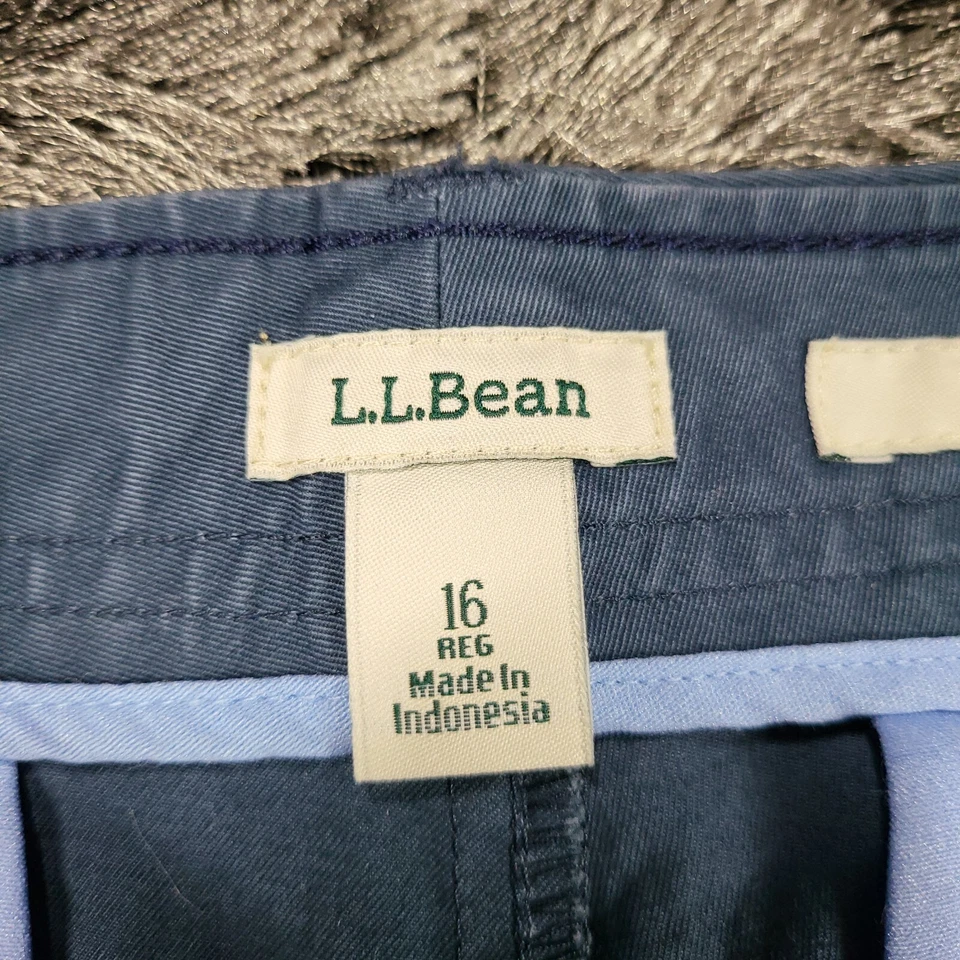 L.L.Bean
16
REG
Made In
Indonesia